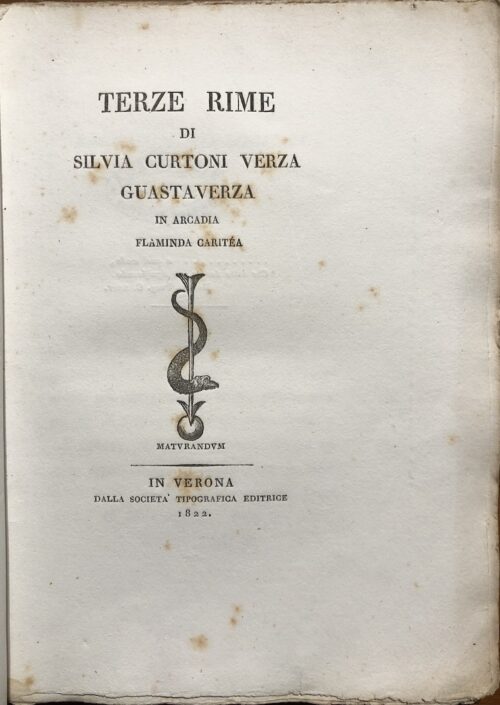 TERZE RIME
DI
SILVIA CURTONI VERZA
GUASTAVERZA
IN ARCADIA
FLAMINDA CARITÉA
MATVRANDVM
IN VERONA
DALLA SOCIETA' TIPOGRAFICA EDITRICE
1822.